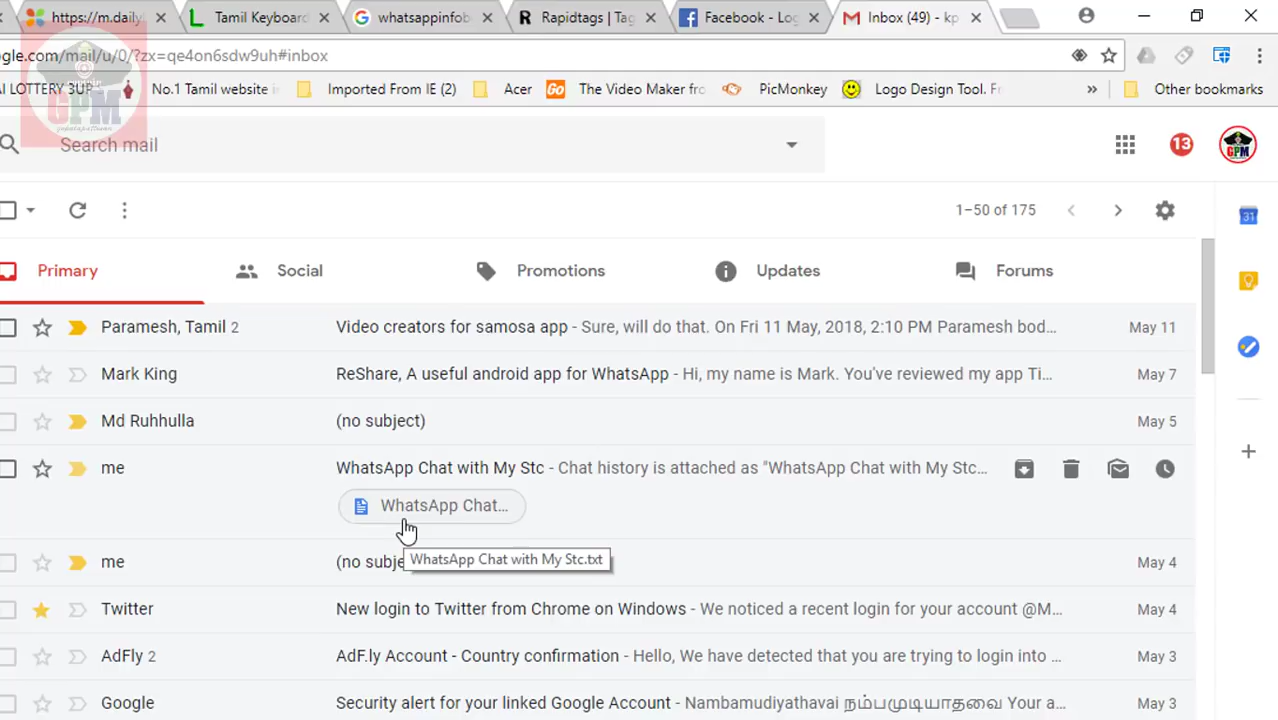 https://m.daily
Tamil Keyboard
whatsappinfob
Rapidtags | Tag
Facebook - Log
Inbox (49) - kp
gle.com/mail/u/0/?zx=qe4on6sdw9uh#inbox
AI LOTTERY 3UP
No.1 Tamil website
Imported From IE (2)
Acer
Go
The Video Maker fro
PicMonkey
Logo Design Tool. Fr
»
Other bookmarks
GPM
Search mail
13
GPM
1–50 of 175
31
Primary
Social
Promotions
Updates
Forums
Paramesh, Tamil 2 Video creators for samosa app - Sure, will do that. On Fri 11 May, 2018, 2:10 PM Paramesh bod... May 11
Mark King ReShare, A useful android app for WhatsApp - Hi, my name is Mark. You've reviewed my app Ti... May 7
Md Ruhhulla (no subject) May 5
me WhatsApp Chat with My Stc - Chat history is attached as "WhatsApp Chat with My Stc...
WhatsApp Chat...
WhatsApp Chat with My Stc.txt
me (no subje May 4
Twitter New login to Twitter from Chrome on Windows - We noticed a recent login for your account @M... May 4
AdFly 2 AdF.ly Account - Country confirmation - Hello, We have detected that you are trying to login into ... May 3
Google Security alert for your linked Google Account - Nambamudiyathavai நம்பமுடியாதவை Your a... May 3